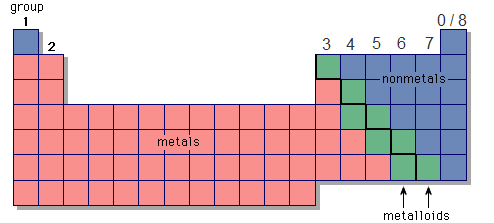 group
1
2
3 4 5 6 7 0 / 8
nonmetals
metals
metalloids